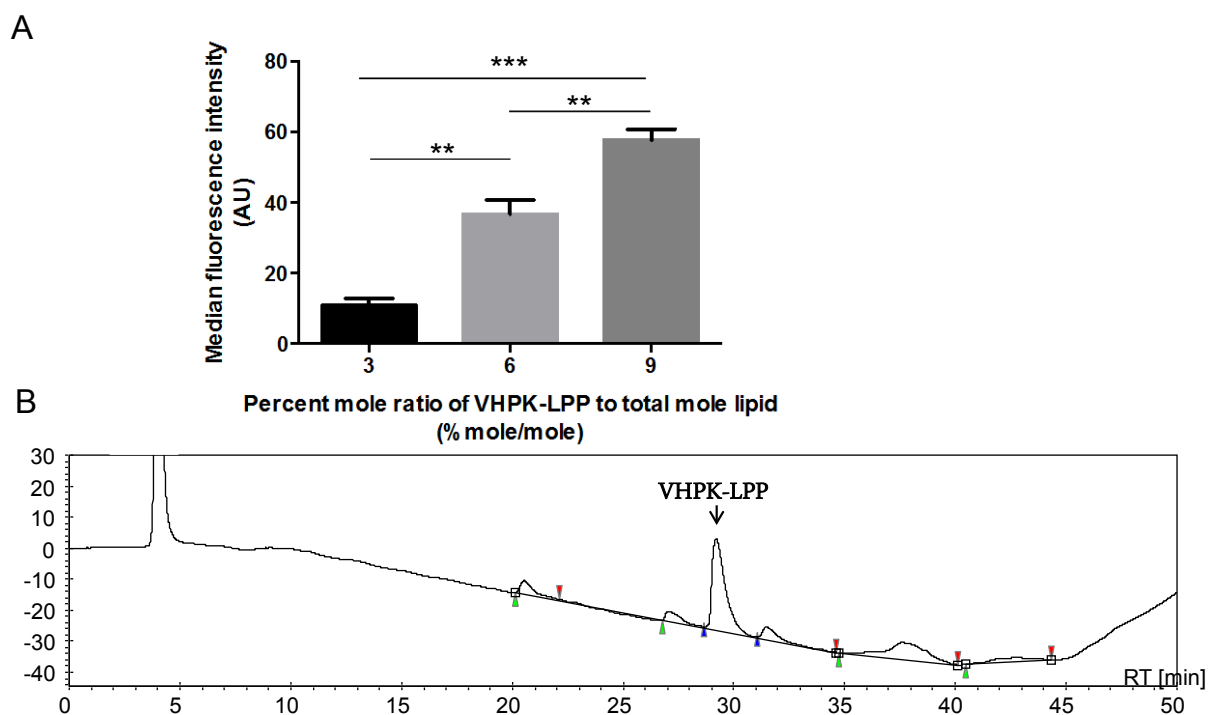 A
Median fluorescence intensity
(AU)
80
60
40
20
0
***
**
**
3 6 9
Percent mole ratio of VHPK-LPP to total mole lipid
(% mole/mole)
B
30
20
10
0
-10
-20
-30
-40
VHPK-LPP
RT [min]
0 5 10 15 20 25 30 35 40 45 50